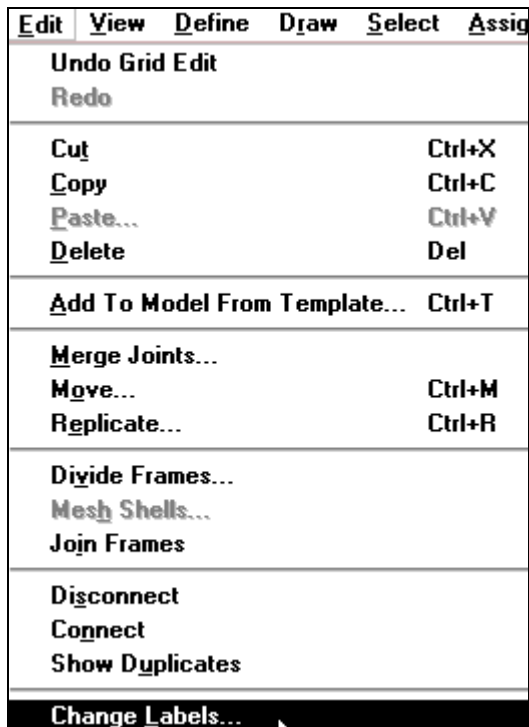 Edit View Define Draw Select Assig
Undo Grid Edit
Redo
Cut Ctrl+X
Copy Ctrl+C
Paste... Ctrl+V
Delete Del
Add To Model From Template... Ctrl+T
Merge Joints...
Move... Ctrl+M
Replicate... Ctrl+R
Divide Frames...
Mesh Shells...
Join Frames
Disconnect
Connect
Show Duplicates
Change Labels...